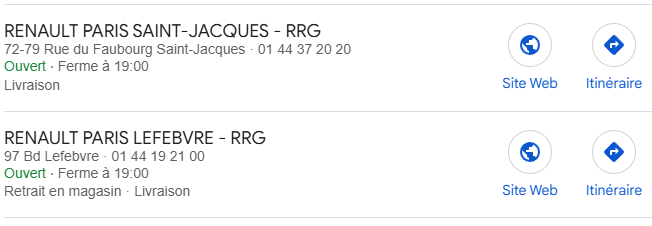 RENAULT PARIS SAINT-JACQUES - RRG
72-79 Rue du Faubourg Saint-Jacques · 01 44 37 20 20
Ouvert · Ferme à 19:00
Livraison
Site Web
Itinéraire
RENAULT PARIS LEFEBVRE - RRG
97 Bd Lefebvre · 01 44 19 21 00
Ouvert · Ferme à 19:00
Retrait en magasin · Livraison
Site Web
Itinéraire